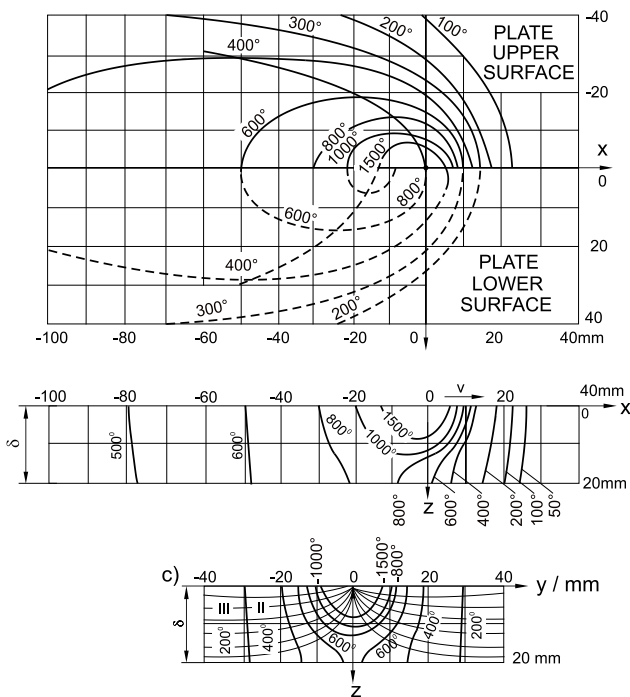 -40
100°
200°
300°
400°
PLATE
UPPER
SURFACE
600°
800°
1000°
1500°
-20
X
0
800°
600°
400°
300°
200°
PLATE
LOWER
SURFACE
20
40
-100 -80 -60 -40 -20 0 20 40mm
-100 -80 -60 -40 -20 0 v 20 40mm
X
0
δ
500° 600° 800° 1000° 1500°
20mm
800° Z 600° 400° 200° 100° 50°
-1000° -1500° -800°
c) -40 -20 -10 0 10 20 40 y / mm
δ
III II
200° 400° 600° 600° 400° 200°
20 mm
Z